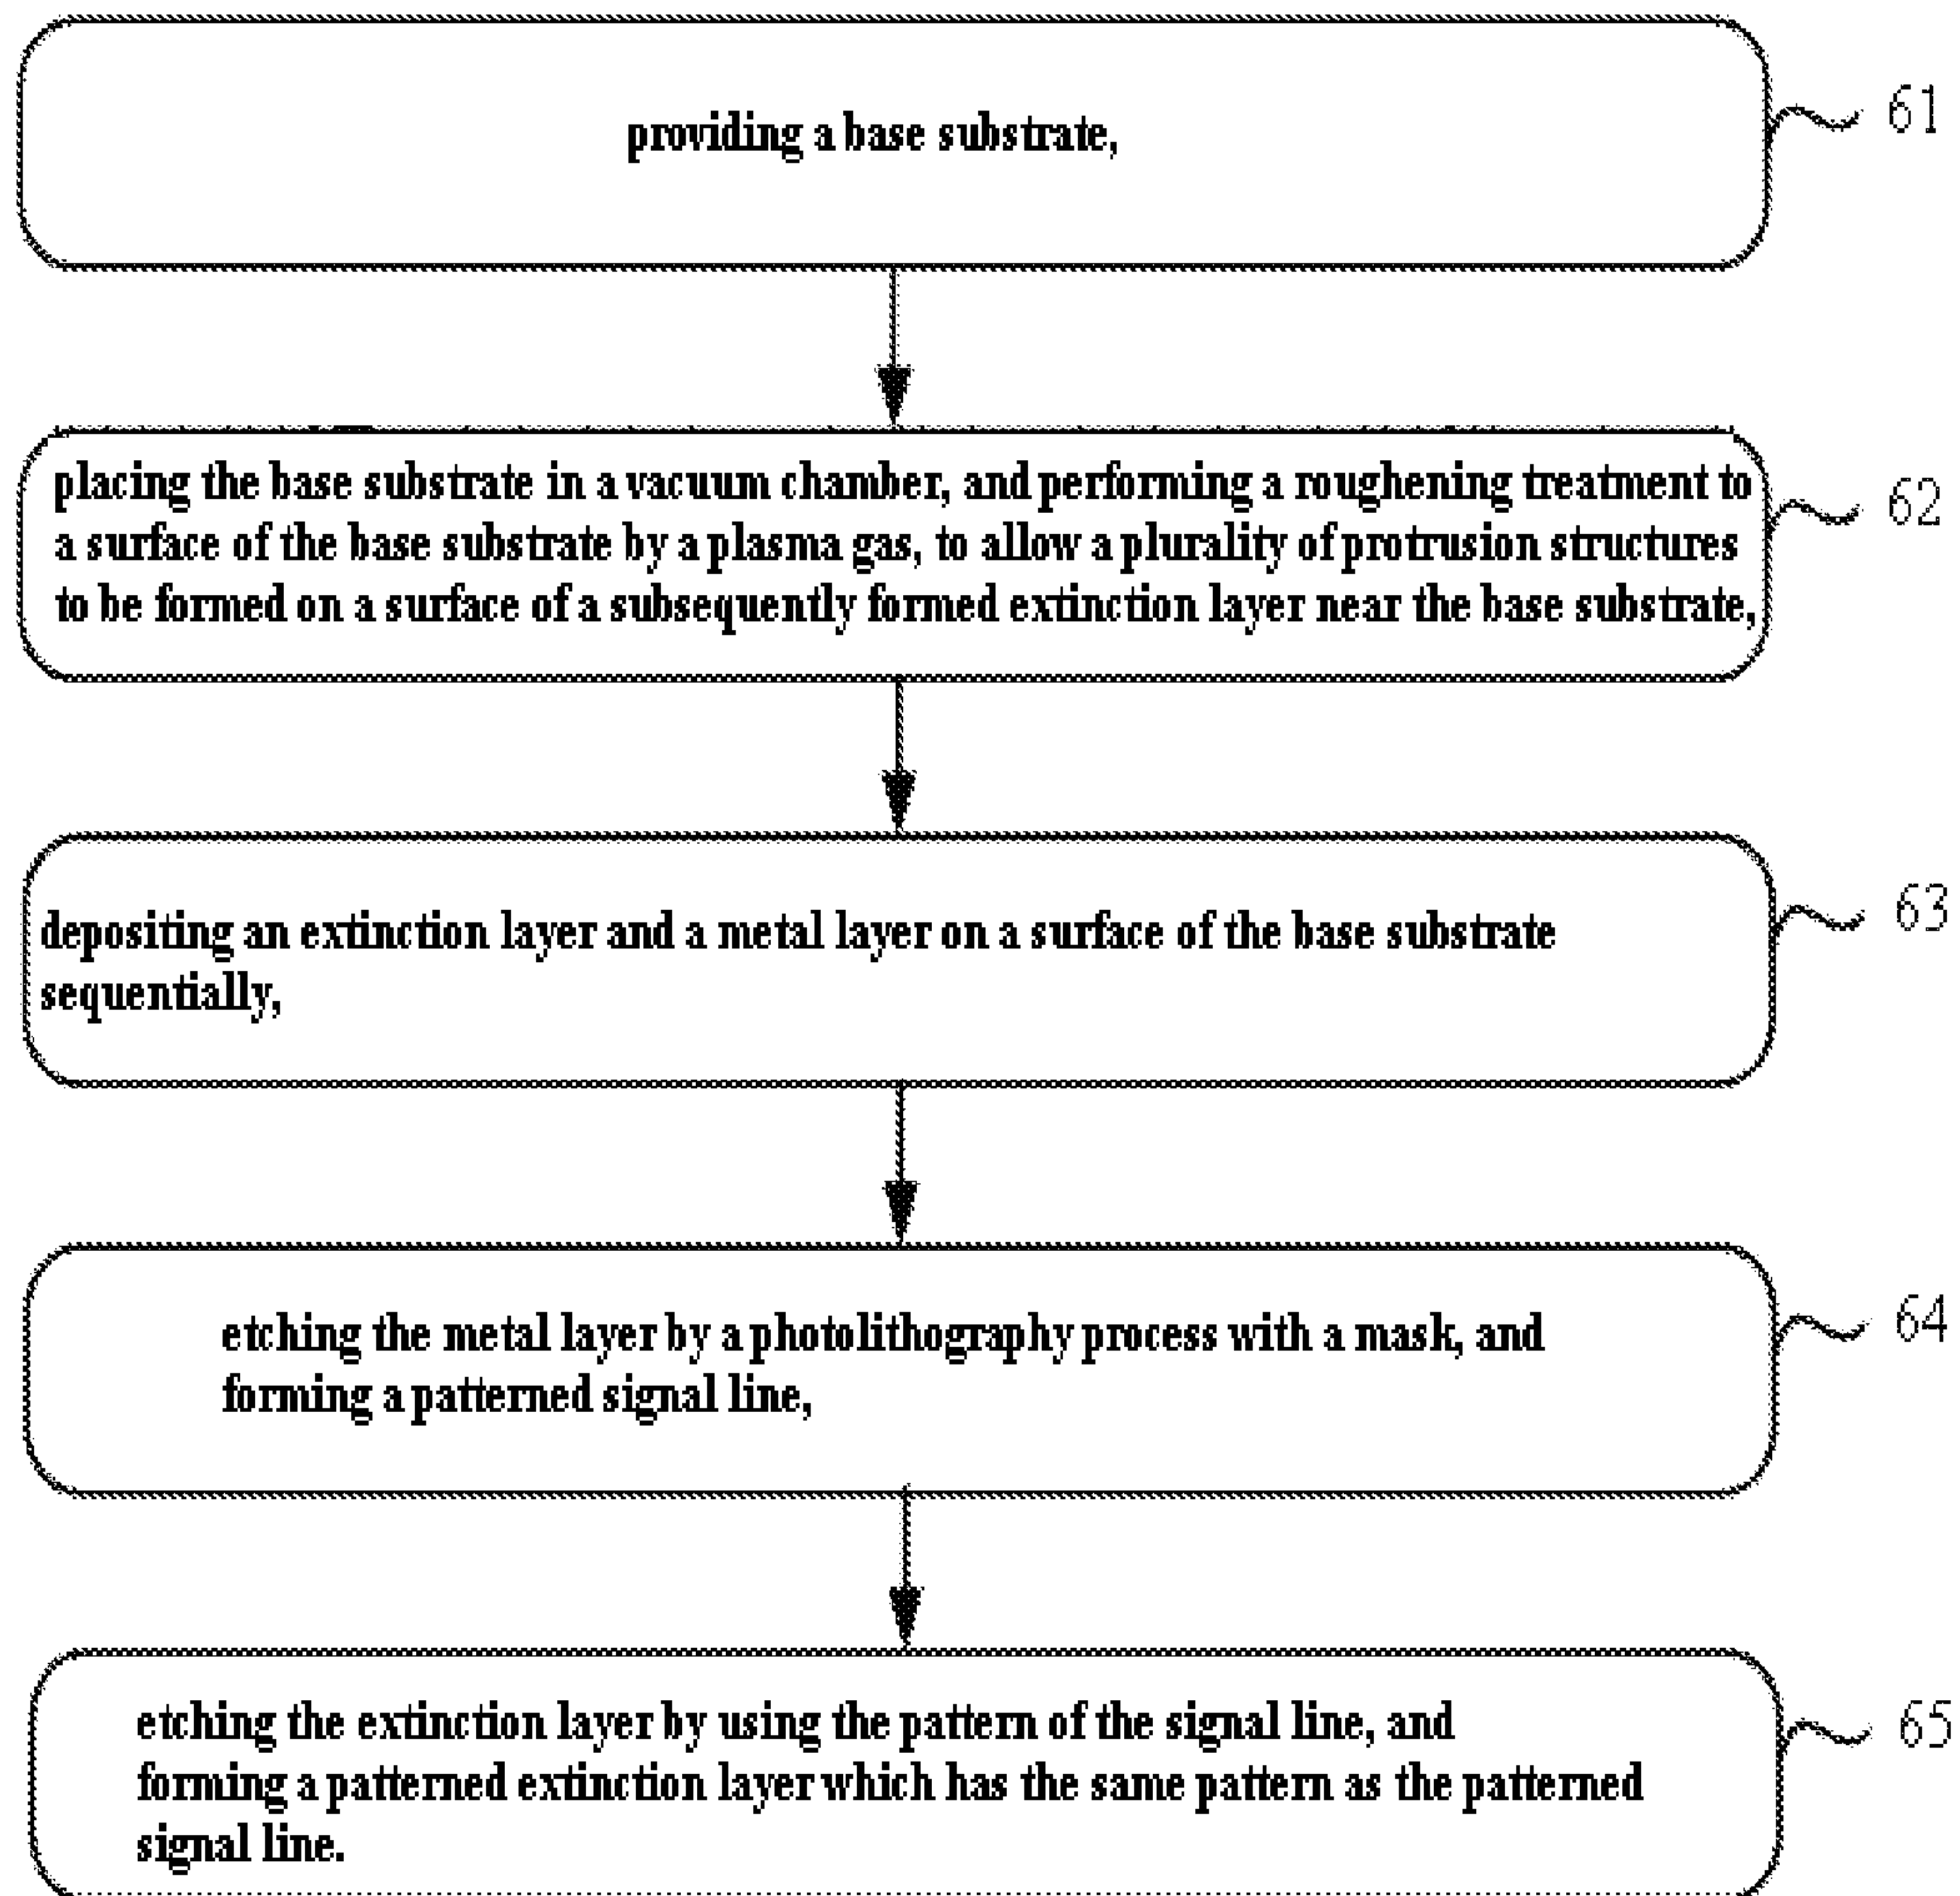 providing a base substrate,
61
placing the base substrate in a vacuum chamber, and performing a roughening treatment to
a surface of the base substrate by a plasma gas, to allow a plurality of protrusion structures
to be formed on a surface of a subsequently formed extinction layer near the base substrate,
62
depositing an extinction layer and a metal layer on a surface of the base substrate
sequentially,
63
etching the metal layer by a photolithography process with a mask, and
forming a patterned signal line,
64
etching the extinction layer by using the pattern of the signal line, and
forming a patterned extinction layer which has the same pattern as the patterned
signal line.
65